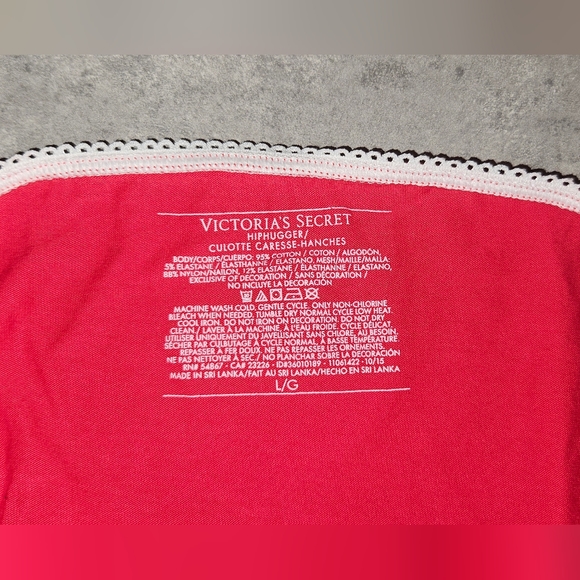 VICTORIA'S SECRET
HIPHUGGER/
CULOTTE CARESSE-HANCHES
BODY/CORPS/CUERPO: 95% COTTON / COTON / ALGODÓN,
5% ELASTANE / ÉLASTHANNE / ELASTANO, MESH/MAILLE/MALLA:
88% NYLON/NAILON, 12% ELASTANE / ÉLASTHANNE / ELASTANO,
EXCLUSIVE OF DECORATION / SANS DÉCORATION /
NO INCLUYE LA DECORACIÓN
MACHINE WASH COLD. GENTLE CYCLE. ONLY NON-CHLORINE
BLEACH WHEN NEEDED. TUMBLE DRY NORMAL CYCLE LOW HEAT.
COOL IRON. DO NOT IRON ON DECORATION. DO NOT DRY
CLEAN / LAVER À LA MACHINE, À L'EAU FROIDE. CYCLE DÉLICAT.
UTILISER UNIQUEMENT DU JAVELLISANT SANS CHLORE, AU BESOIN.
SÉCHER PAR CULBUTAGE À CYCLE NORMAL, À BASSE TEMPÉRATURE.
REPASSER À FER DOUX. NE PAS REPASSER LES ORNEMENTS.
NE PAS NETTOYER À SEC / NO PLANCHAR SOBRE LA DECORACIÓN
RN# 54867 - CA# 23226 - ID#36010189 - 11061422 - 10/15
MADE IN SRI LANKA/FAIT AU SRI LANKA/HECHO EN SRI LANKA
L/G